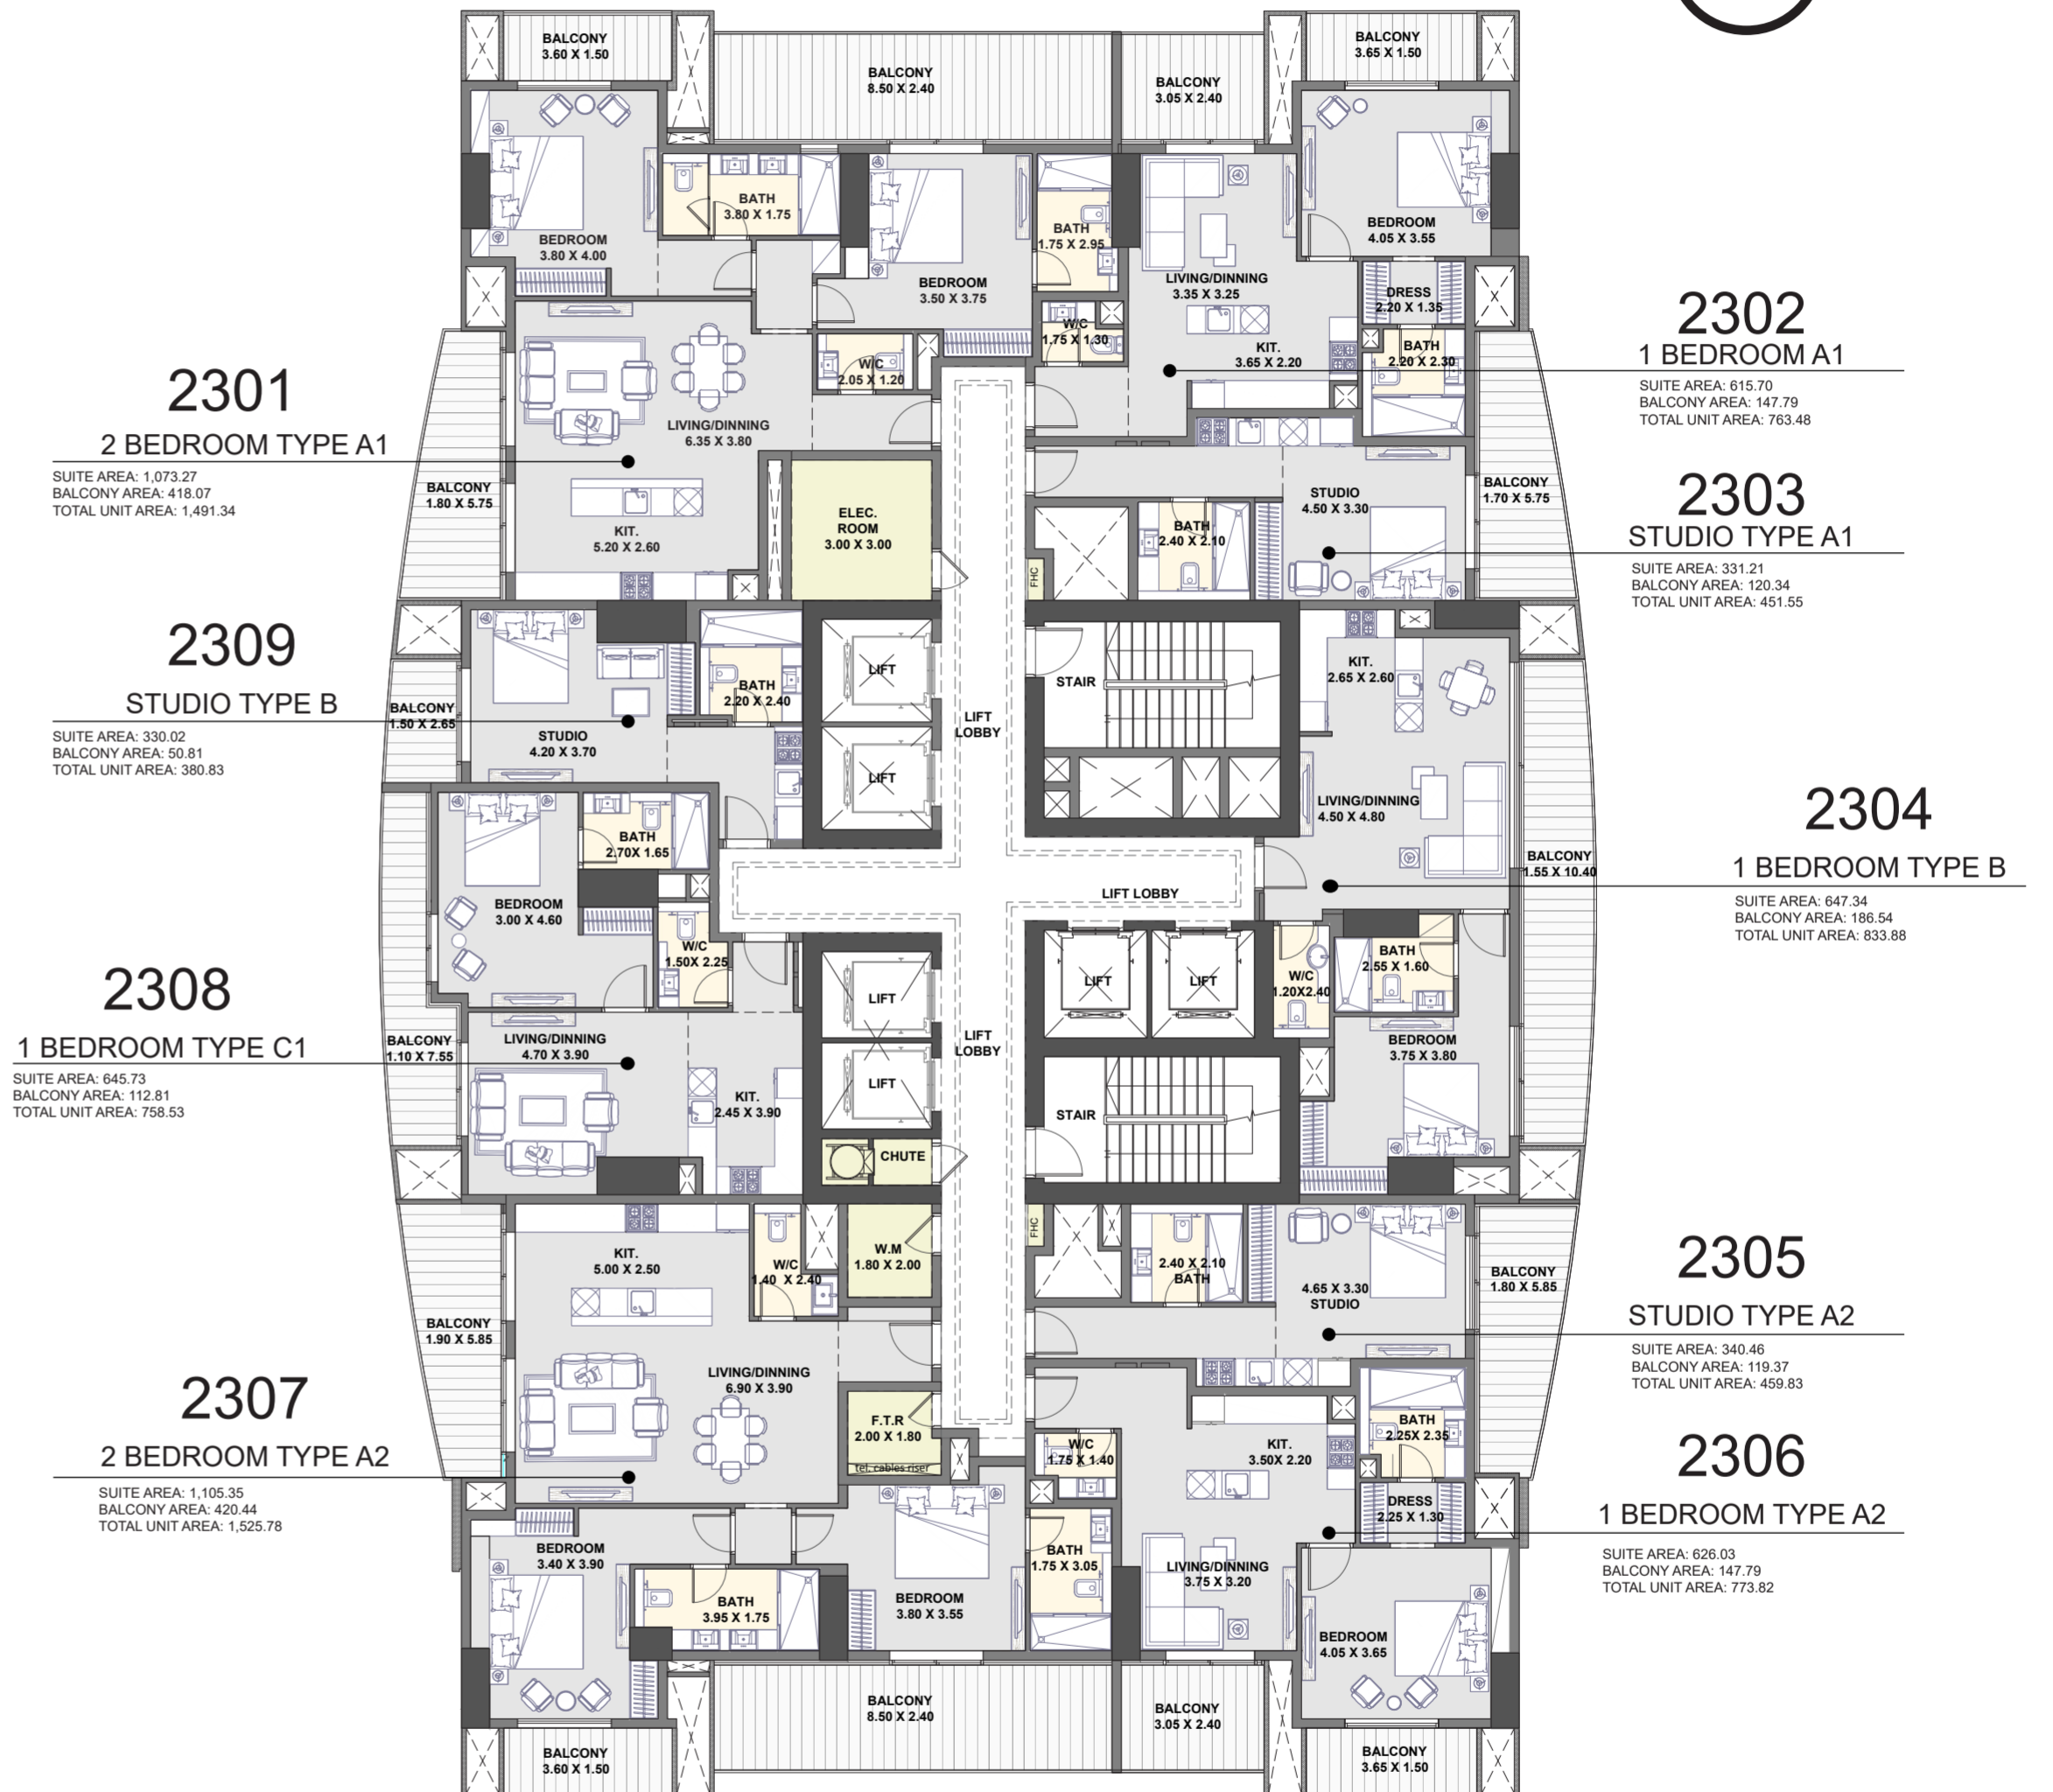 BALCONY
3.60 X 1.50
BALCONY
8.50 X 2.40
BALCONY
3.05 X 2.40
BALCONY
3.65 X 1.50
BEDROOM
3.80 X 4.00
BATH
3.80 X 1.75
BEDROOM
3.50 X 3.75
BATH
1.75 X 2.95
LIVING/DINNING
3.35 X 3.25
BEDROOM
4.05 X 3.55
DRESS
2.20 X 1.35
W/C
1.75 X 1.30
KIT.
3.65 X 2.20
BATH
2.20 X 2.30
W/C
2.05 X 1.20
2302
1 BEDROOM A1
SUITE AREA: 615.70
BALCONY AREA: 147.79
TOTAL UNIT AREA: 763.48
2301
2 BEDROOM TYPE A1
SUITE AREA: 1,073.27
BALCONY AREA: 418.07
TOTAL UNIT AREA: 1,491.34
LIVING/DINNING
6.35 X 3.80
BALCONY
1.80 X 5.75
KIT.
5.20 X 2.60
ELEC.
ROOM
3.00 X 3.00
FHC
BATH
2.40 X 2.10
STUDIO
4.50 X 3.30
BALCONY
1.70 X 5.75
2303
STUDIO TYPE A1
SUITE AREA: 331.21
BALCONY AREA: 120.34
TOTAL UNIT AREA: 451.55
2309
STUDIO TYPE B
SUITE AREA: 330.02
BALCONY AREA: 50.81
TOTAL UNIT AREA: 380.83
BALCONY
1.50 X 2.65
STUDIO
4.20 X 3.70
BATH
2.20 X 2.40
LIFT
LIFT
LIFT
LOBBY
STAIR
KIT.
2.65 X 2.60
LIVING/DINNING
4.50 X 4.80
BALCONY
1.55 X 10.40
2304
1 BEDROOM TYPE B
SUITE AREA: 647.34
BALCONY AREA: 186.54
TOTAL UNIT AREA: 833.88
BATH
2.70X 1.65
BEDROOM
3.00 X 4.60
W/C
1.50X 2.25
LIFT LOBBY
LIFT
LIFT
W/C
1.20X2.40
BATH
2.55 X 1.60
BEDROOM
3.75 X 3.80
2308
1 BEDROOM TYPE C1
SUITE AREA: 645.73
BALCONY AREA: 112.81
TOTAL UNIT AREA: 758.53
BALCONY
1.10 X 7.55
LIVING/DINNING
4.70 X 3.90
KIT.
2.45 X 3.90
LIFT
LIFT
LIFT
LOBBY
STAIR
CHUTE
KIT.
5.00 X 2.50
W/C
1.40 X 2.40
W.M
1.80 X 2.00
FHC
2.40 X 2.10
BATH
4.65 X 3.30
STUDIO
BALCONY
1.80 X 5.85
2305
STUDIO TYPE A2
SUITE AREA: 340.46
BALCONY AREA: 119.37
TOTAL UNIT AREA: 459.83
BALCONY
1.90 X 5.85
LIVING/DINNING
6.90 X 3.90
F.T.R
2.00 X 1.80
tel. cables riser
2307
2 BEDROOM TYPE A2
SUITE AREA: 1,105.35
BALCONY AREA: 420.44
TOTAL UNIT AREA: 1,525.78
W/C
1.75 X 1.40
KIT.
3.50X 2.20
BATH
2.25X 2.35
DRESS
2.25 X 1.30
2306
1 BEDROOM TYPE A2
SUITE AREA: 626.03
BALCONY AREA: 147.79
TOTAL UNIT AREA: 773.82
BEDROOM
3.40 X 3.90
BATH
3.95 X 1.75
BEDROOM
3.80 X 3.55
BATH
1.75 X 3.05
LIVING/DINNING
3.75 X 3.20
BEDROOM
4.05 X 3.65
BALCONY
3.60 X 1.50
BALCONY
8.50 X 2.40
BALCONY
3.05 X 2.40
BALCONY
3.65 X 1.50